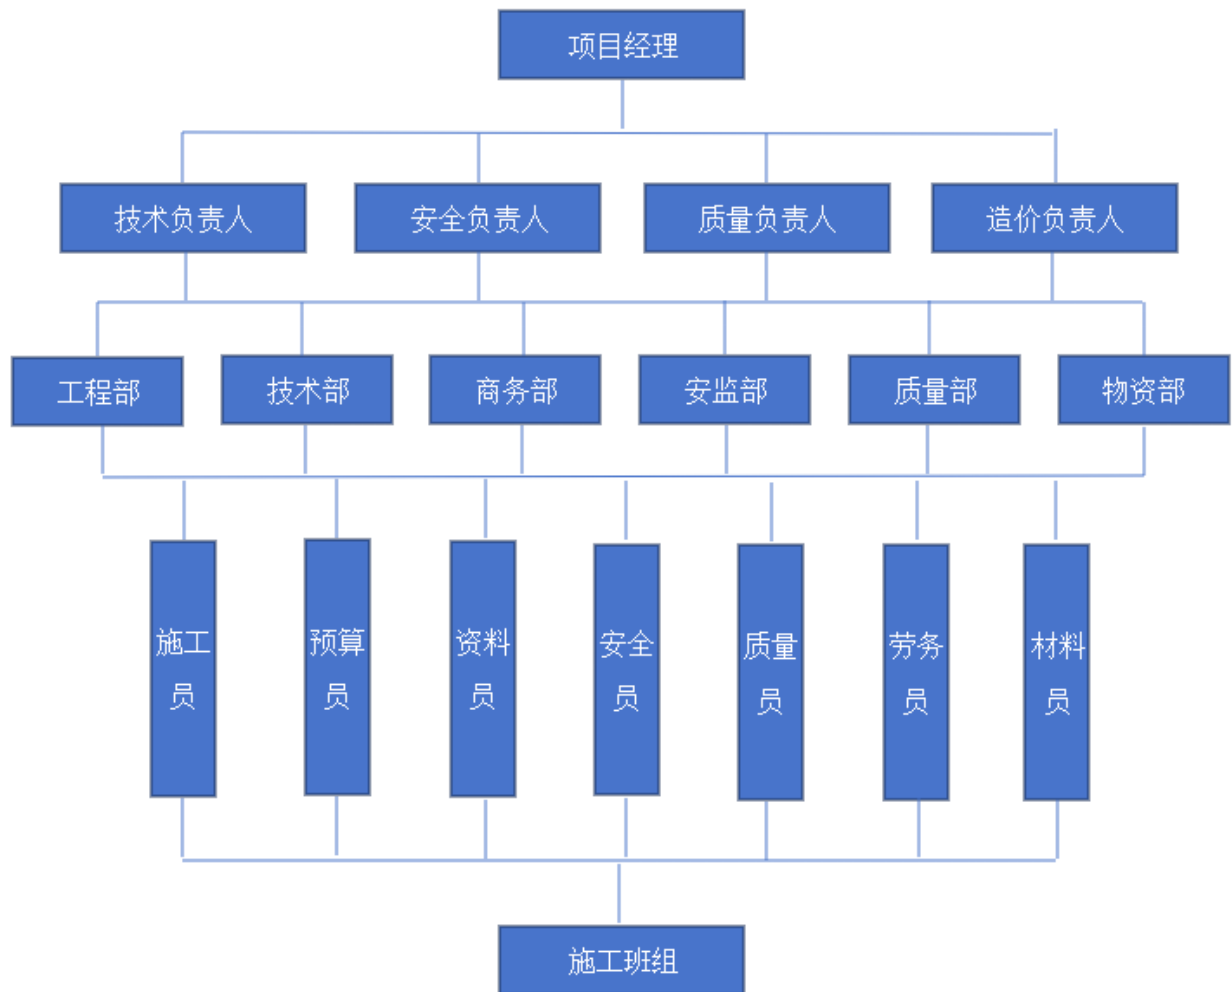 项目经理
技术负责人
安全负责人
质量负责人
造价负责人
工程部
技术部
商务部
安监部
质量部
物资部
施工
员
预算
员
资料
员
安全
员
质量
员
劳务
员
材料
员
施工班组